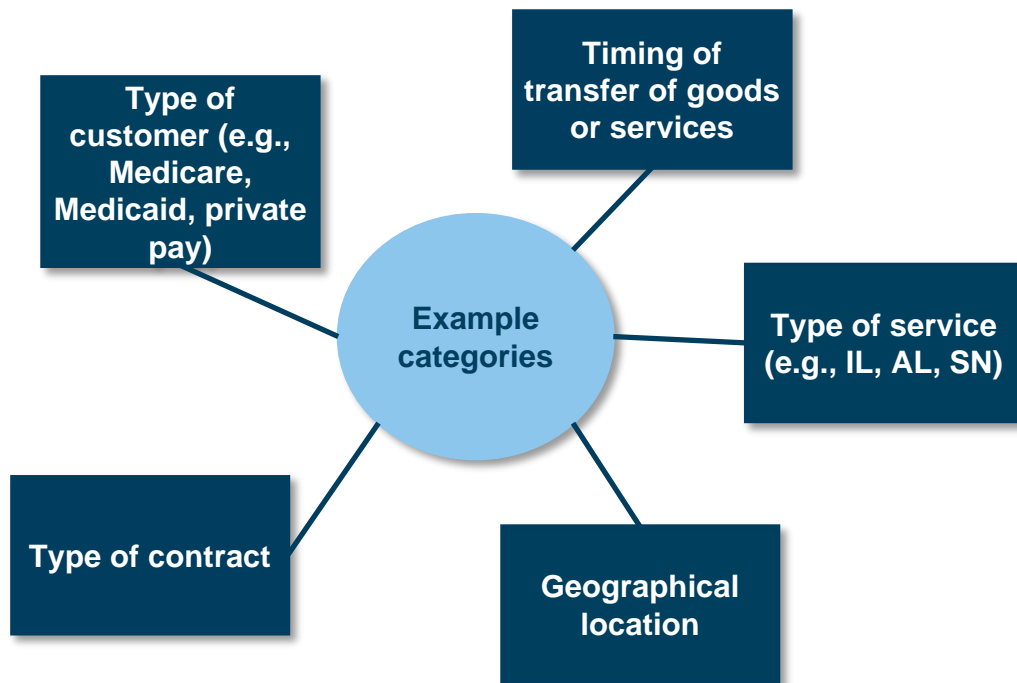 Timing of
transfer of goods
or services
Type of
customer (e.g.,
Medicare,
Medicaid, private
pay)
Example
categories
Type of service
(e.g., IL, AL, SN)
Type of contract
Geographical
location